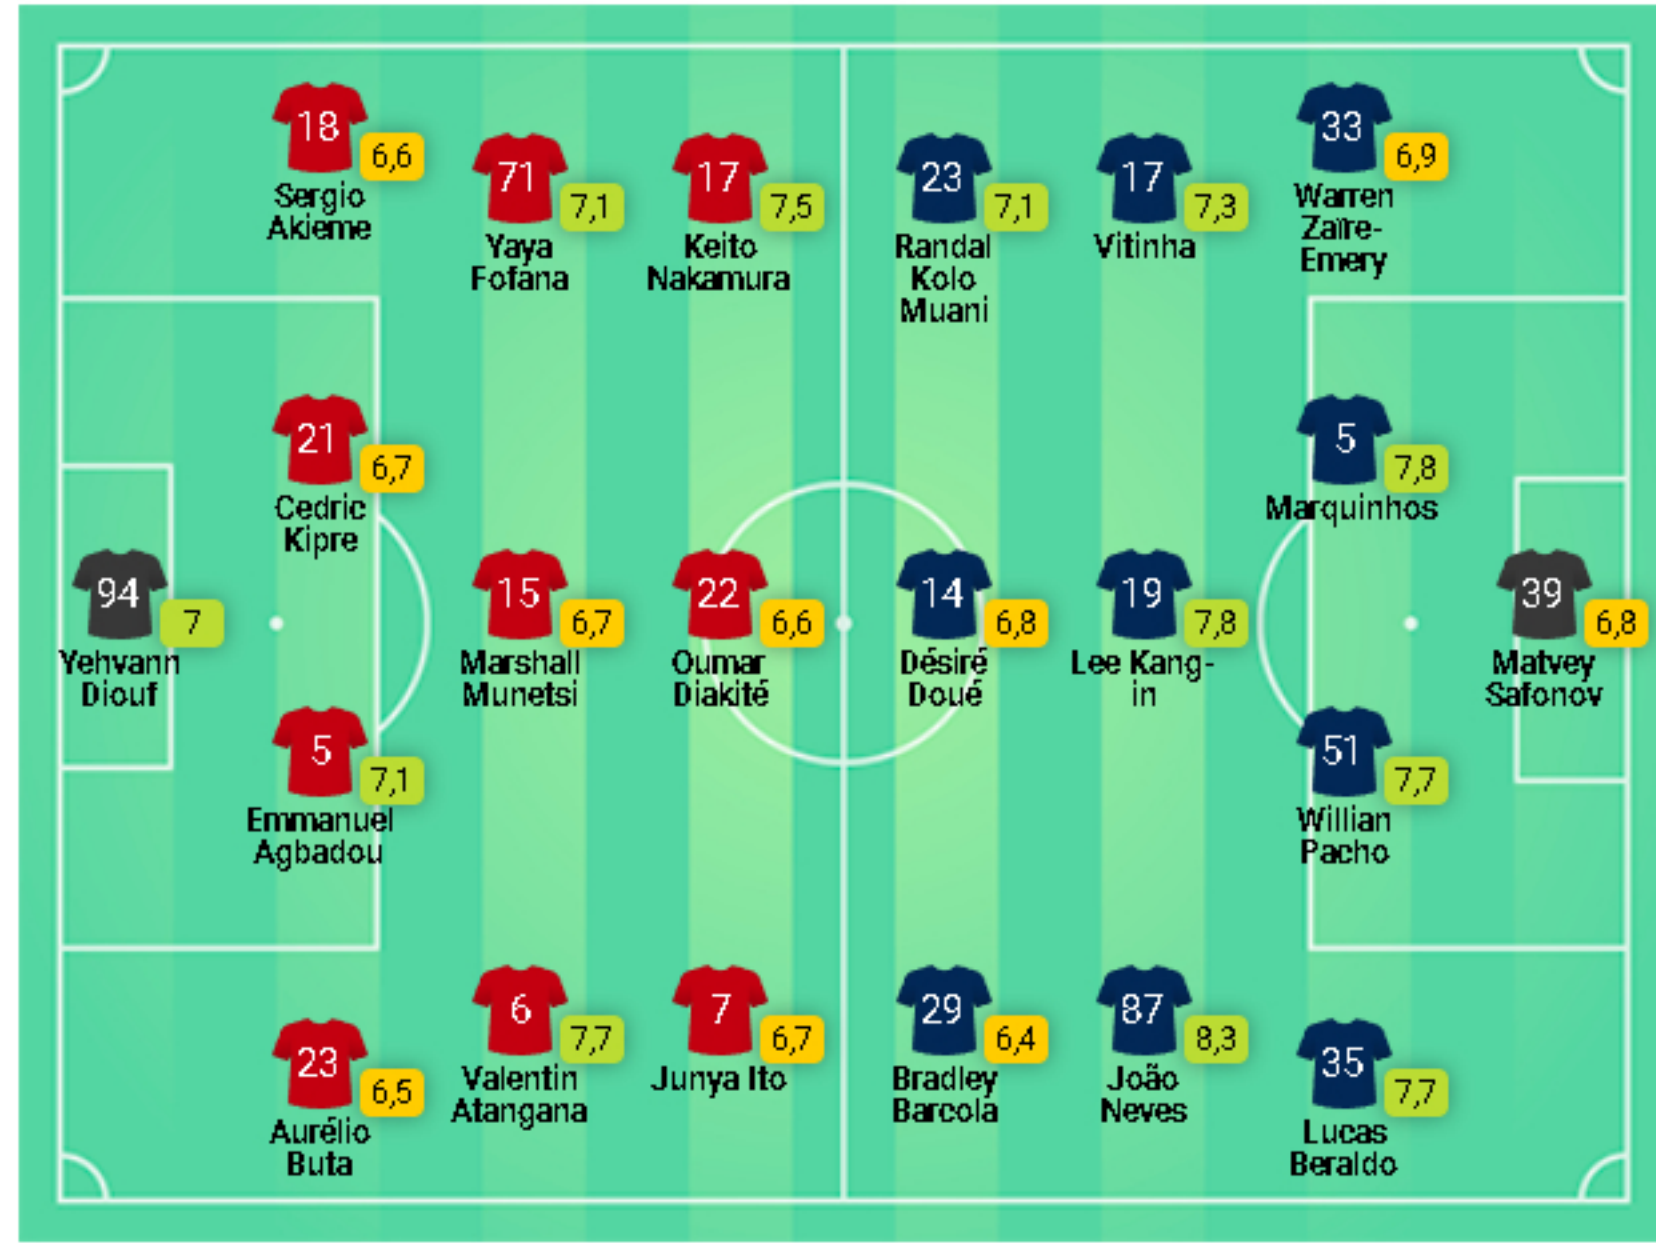 18
6,6
Sergio
Akieme
71
7,1
Yaya
Fofana
17
7,5
Keito
Nakamura
23
7,1
Randal
Kolo
Muani
17
7,3
Vitinha
33
6,9
Warren
Zaïre-
Emery
21
6,7
Cedric
Kipre
5
7,8
Marquinhos
94
7
Yehvann
Diouf
15
6,7
Marshall
Munetsi
22
6,6
Oumar
Diakité
14
6,8
Désiré
Doué
19
7,8
Lee Kang-
in
39
6,8
Matvey
Safonov
5
7,1
Emmanuel
Agbadou
51
7,7
Willian
Pacho
23
6,5
Aurélio
Buta
6
7,7
Valentin
Atangana
7
6,7
Junya Ito
29
6,4
Bradley
Barcola
87
8,3
João
Neves
35
7,7
Lucas
Beraldo